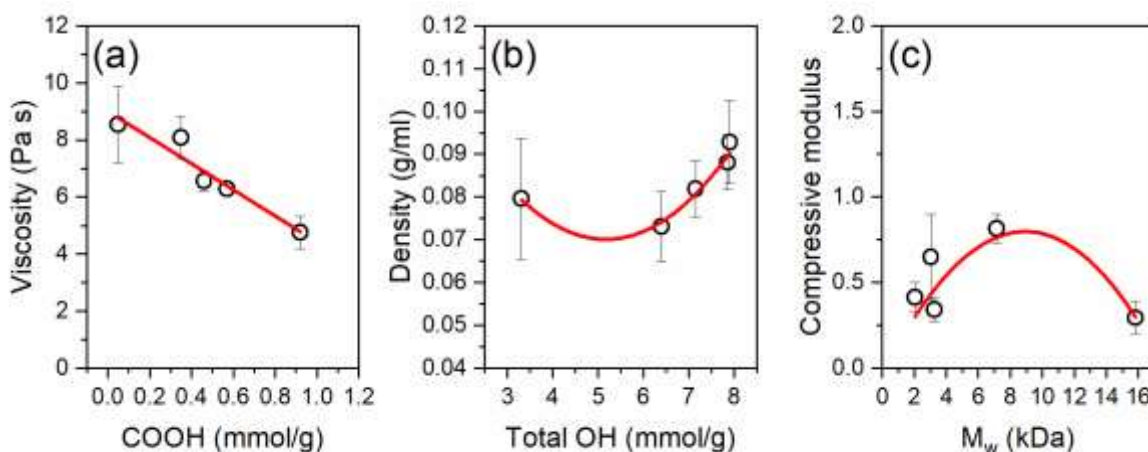 (a)
Viscosity (Pa s)
14
12
10
8
6
4
2
0
0.0 0.2 0.4 0.6 0.8 1.0 1.2
COOH (mmol/g)
(b)
Density (g/ml)
0.12
0.11
0.10
0.09
0.08
0.07
0.06
0.05
0.04
3 4 5 6 7 8
Total OH (mmol/g)
(c)
Compressive modulus
2.0
1.5
1.0
0.5
0.0
0 2 4 6 8 10 12 14 16
Mw (kDa)